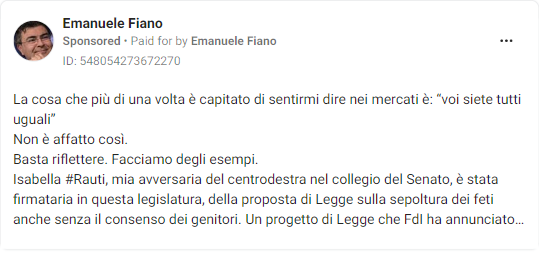 Emanuele Fiano
Sponsored • Paid for by Emanuele Fiano
ID: 548054273672270
La cosa che più di una volta è capitato di sentirmi dire nei mercati è: “voi siete tutti
uguali”
Non è affatto così.
Basta riflettere. Facciamo degli esempi.
Isabella #Rauti, mia avversaria del centrodestra nel collegio del Senato, è stata
firmataria in questa legislatura, della proposta di Legge sulla sepoltura dei feti
anche senza il consenso dei genitori. Un progetto di Legge che FdI ha annunciato...